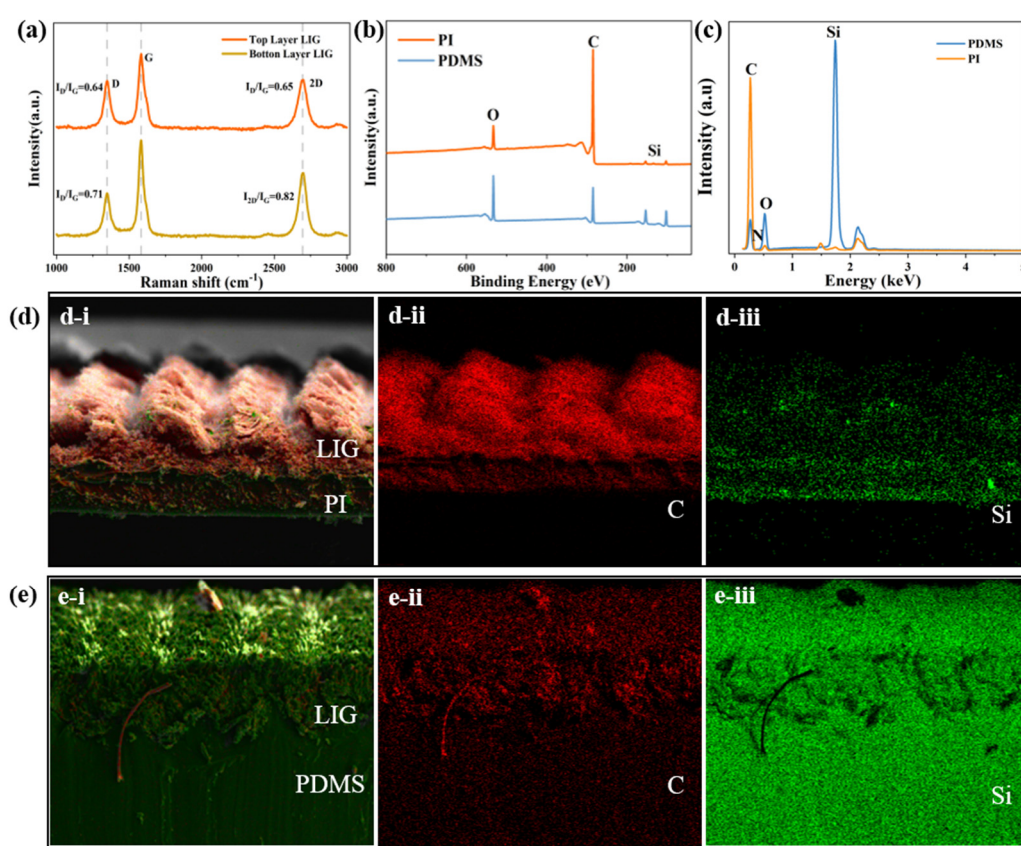 (a)
Top Layer LIG
Botton Layer LIG
I_D/I_G=0.64
D
G
I_D/I_G=0.65
2D
I_D/I_G=0.71
I_2D/I_G=0.82
Intensity(a.u.)
1000 1500 2000 2500 3000
Raman shift (cm⁻¹)
(b)
PI
PDMS
C
O
Si
Intensity(a.u.)
800 600 400 200
Binding Energy (eV)
(c)
Si
PDMS
PI
C
O
N
Intensity (a.u)
0 1 2 3 4 5
Energy (keV)
(d)
d-i
LIG
PI
d-ii
C
d-iii
Si
(e)
e-i
LIG
PDMS
e-ii
C
e-iii
Si